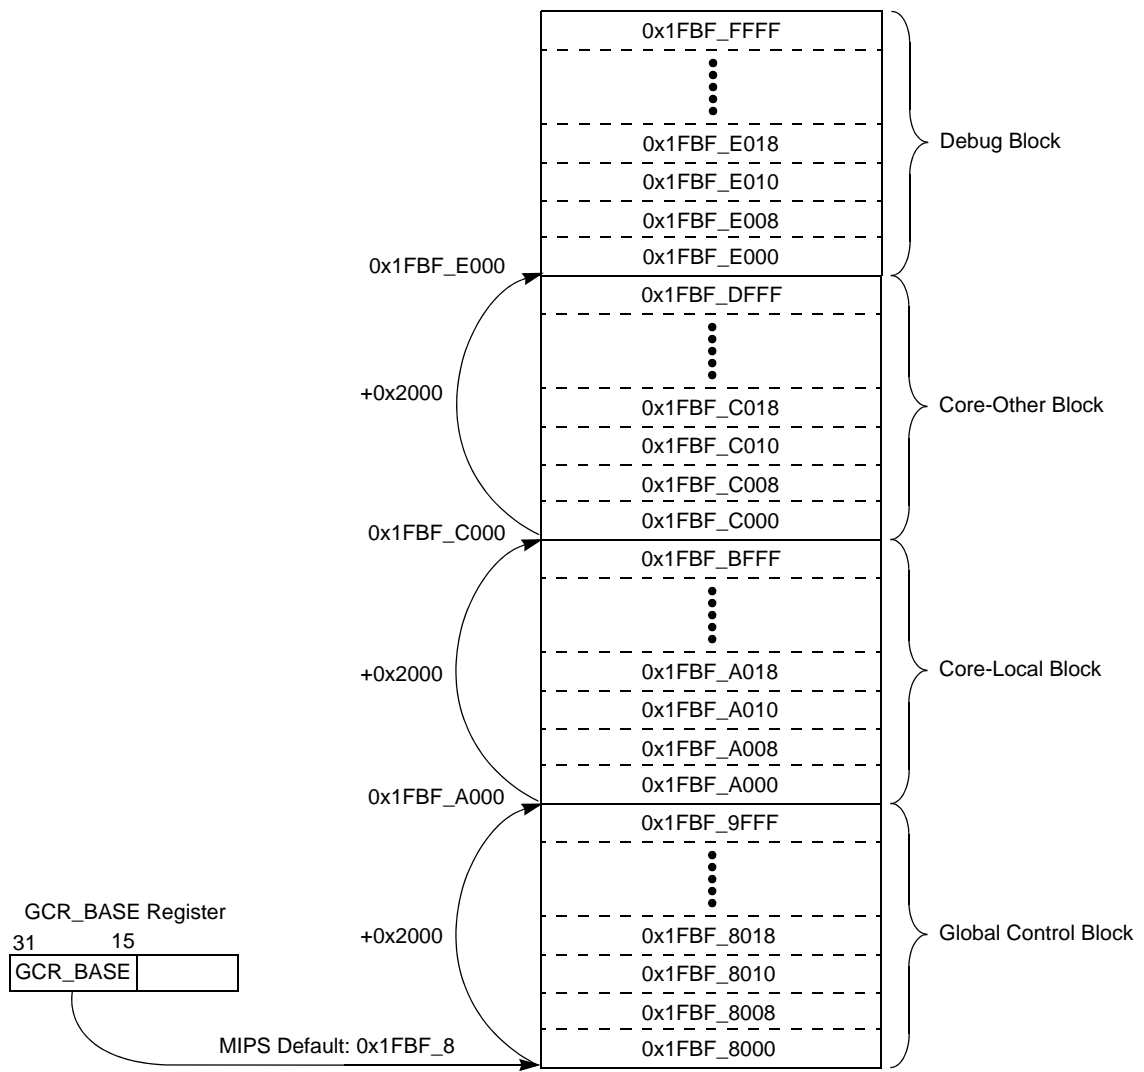 0x1FBF_FFFF
0x1FBF_E018
Debug Block
0x1FBF_E010
0x1FBF_E008
0x1FBF_E000
0x1FBF_E000
0x1FBF_DFFF
+0x2000
0x1FBF_C018
Core-Other Block
0x1FBF_C010
0x1FBF_C008
0x1FBF_C000
0x1FBF_C000
0x1FBF_BFFF
+0x2000
0x1FBF_A018
Core-Local Block
0x1FBF_A010
0x1FBF_A008
0x1FBF_A000
0x1FBF_A000
0x1FBF_9FFF
GCR_BASE Register
31 15
+0x2000
0x1FBF_8018
Global Control Block
GCR_BASE
0x1FBF_8010
0x1FBF_8008
MIPS Default: 0x1FBF_8
0x1FBF_8000